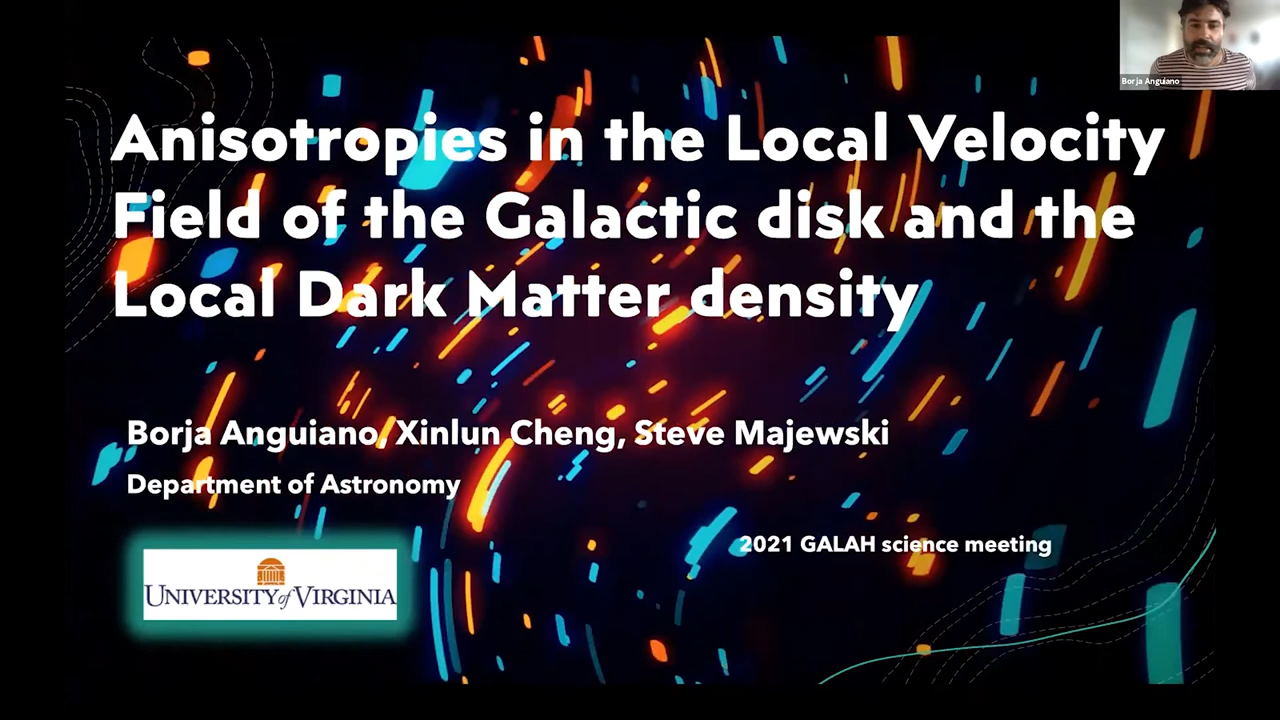 Borja Anguiano
Anisotropies in the Local Velocity
Field of the Galactic disk and the
Local Dark Matter density
Borja Anguiano, Xinlun Cheng, Steve Majewski
Department of Astronomy
2021 GALAH science meeting
UNIVERSITY of VIRGINIA